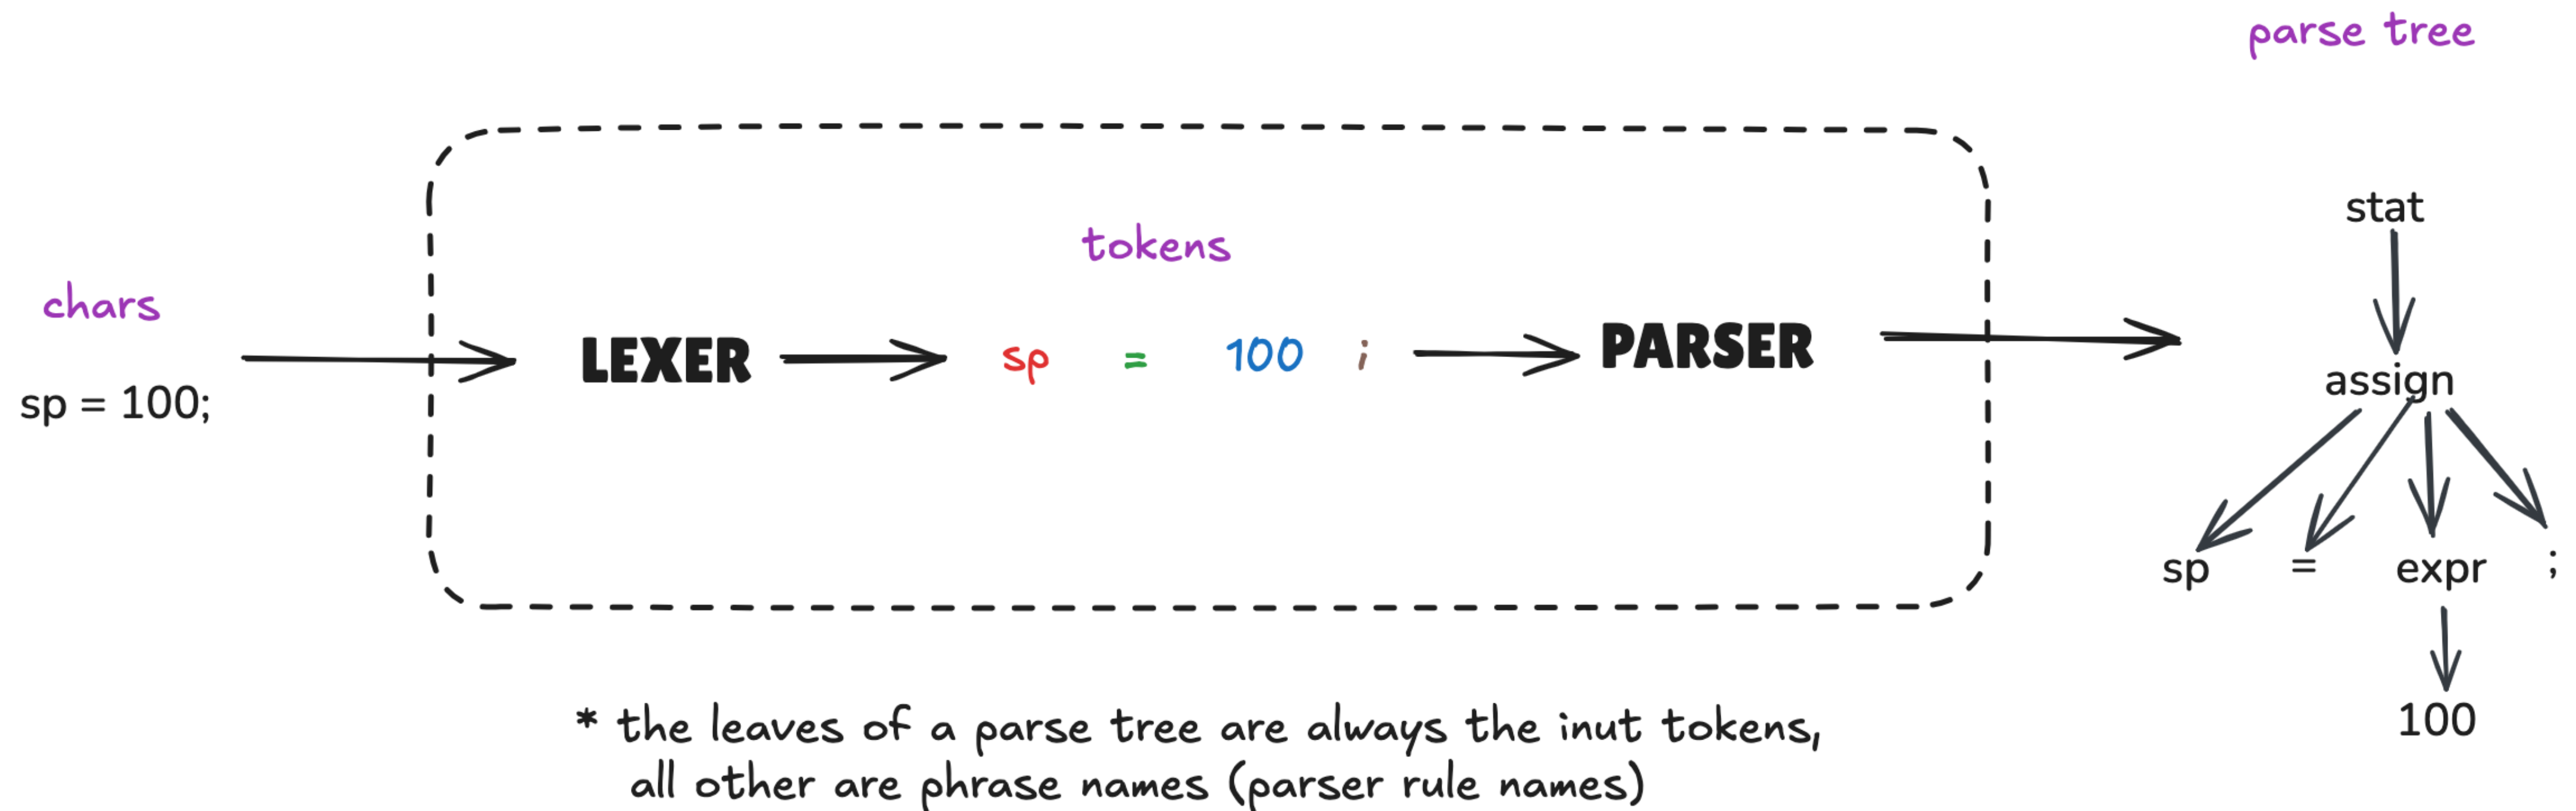 parse tree
chars
sp = 100;
LEXER
tokens
sp = 100 ;
PARSER
stat
assign
sp = expr ;
100
* the leaves of a parse tree are always the inut tokens,
all other are phrase names (parser rule names)